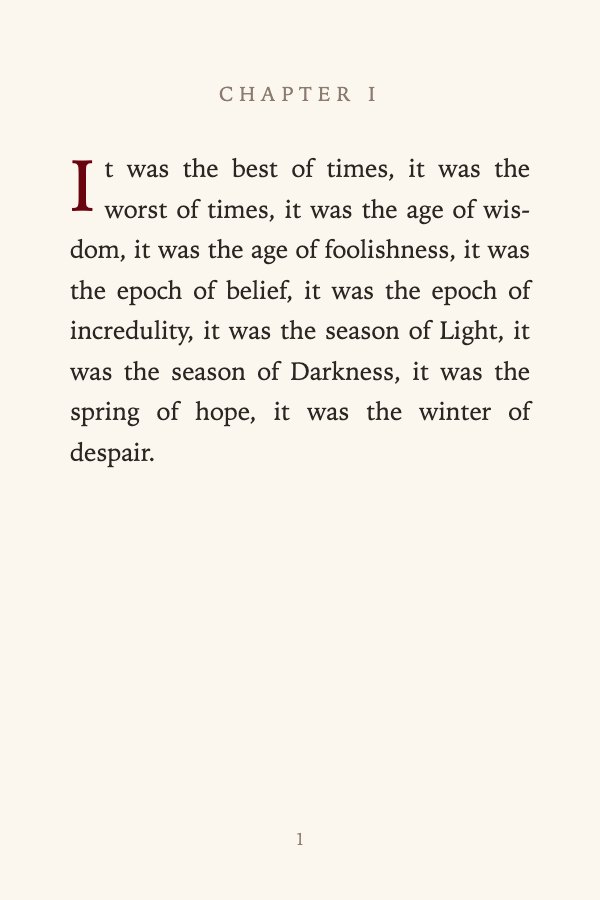 CHAPTER I
It was the best of times, it was the
worst of times, it was the age of wis-
dom, it was the age of foolishness, it was
the epoch of belief, it was the epoch of
incredulity, it was the season of Light, it
was the season of Darkness, it was the
spring of hope, it was the winter of
despair.
1